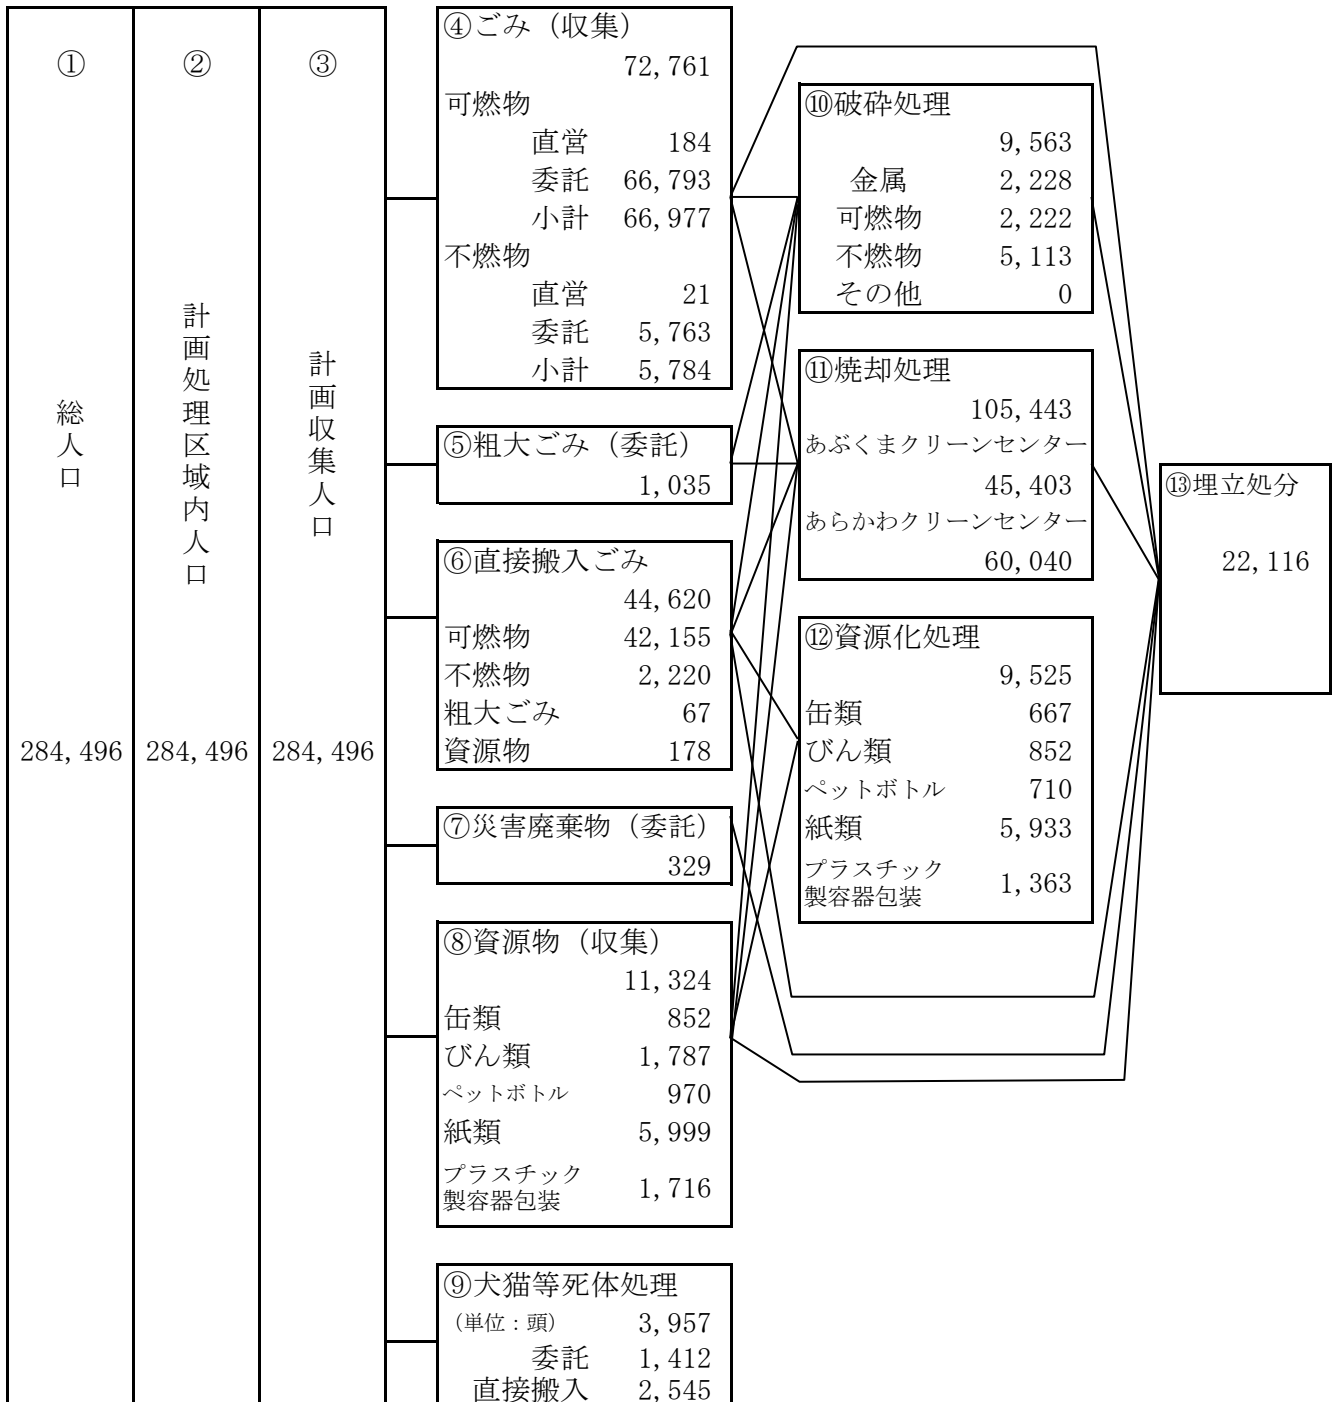 ①
総人口
284,496
②
計画処理区域内人口
284,496
③
計画収集人口
284,496
④ごみ（収集）
72,761
可燃物
直営 184
委託 66,793
小計 66,977
不燃物
直営 21
委託 5,763
小計 5,784
⑤粗大ごみ（委託）
1,035
⑥直接搬入ごみ
44,620
可燃物 42,155
不燃物 2,220
粗大ごみ 67
資源物 178
⑦災害廃棄物（委託）
329
⑧資源物（収集）
11,324
缶類 852
びん類 1,787
ペットボトル 970
紙類 5,999
プラスチック
製容器包装 1,716
⑨犬猫等死体処理
（単位：頭） 3,957
委託 1,412
直接搬入 2,545
⑩破砕処理
9,563
金属 2,228
可燃物 2,222
不燃物 5,113
その他 0
⑪焼却処理
105,443
あぶくまクリーンセンター
45,403
あらかわクリーンセンター
60,040
⑫資源化処理
9,525
缶類 667
びん類 852
ペットボトル 710
紙類 5,933
プラスチック
製容器包装 1,363
⑬埋立処分
22,116